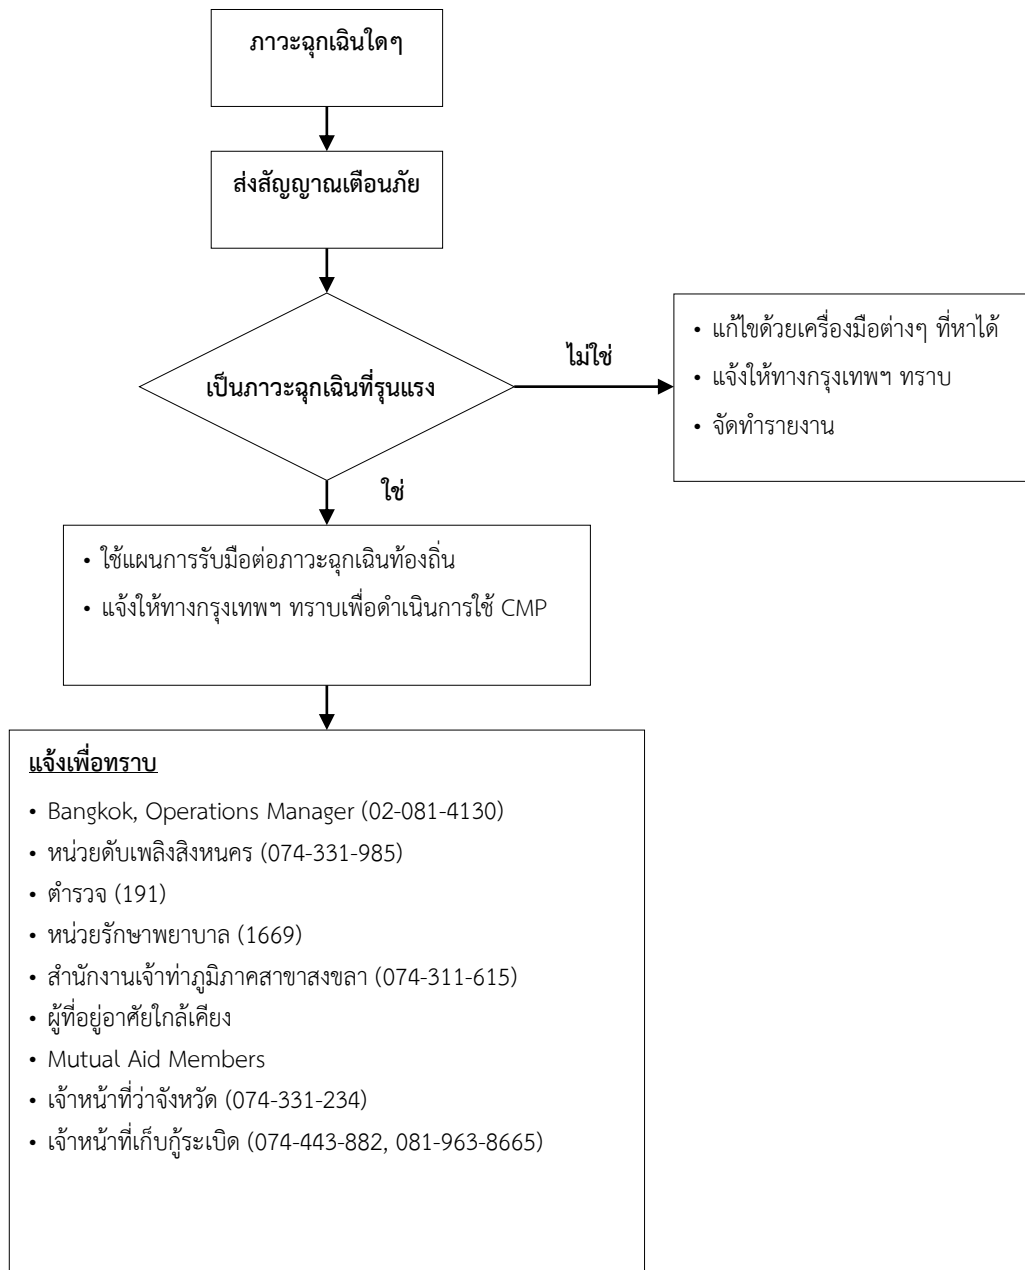 ภาวะฉุกเฉินใดๆ
ส่งสัญญาณเตือนภัย
เป็นภาวะฉุกเฉินที่รุนแรง
ไม่ใช่
• แก้ไขด้วยเครื่องมือต่างๆ ที่หาได้
• แจ้งให้ทางกรุงเทพฯ ทราบ
• จัดทำรายงาน
ใช่
• ใช้แผนการรับมือต่อภาวะฉุกเฉินท้องถิ่น
• แจ้งให้ทางกรุงเทพฯ ทราบเพื่อดำเนินการใช้ CMP
แจ้งเพื่อทราบ
• Bangkok, Operations Manager (02-081-4130)
• หน่วยดับเพลิงสิงหนคร (074-331-985)
• ตำรวจ (191)
• หน่วยรักษาพยาบาล (1669)
• สำนักงานเจ้าท่าภูมิภาคสาขาสงขลา (074-311-615)
• ผู้ที่อยู่อาศัยใกล้เคียง
• Mutual Aid Members
• เจ้าหน้าที่ว่าจังหวัด (074-331-234)
• เจ้าหน้าที่เก็บกู้ระเบิด (074-443-882, 081-963-8665)